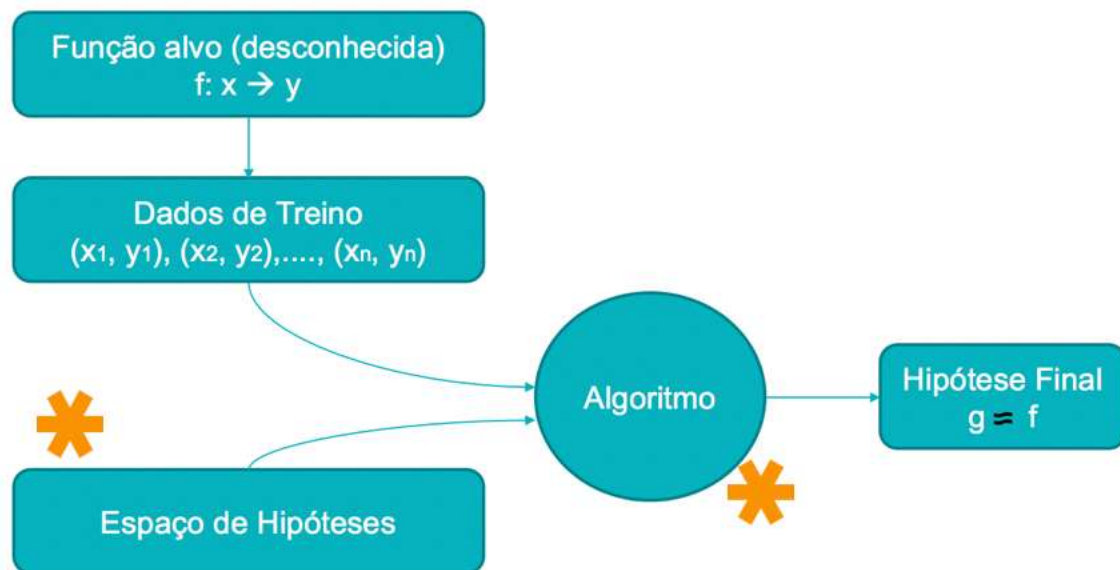 Função alvo (desconhecida)
f: x → y
Dados de Treino
(x1, y1), (x2, y2),...., (xn, yn)
Algoritmo
Hipótese Final
g ≈ f
Espaço de Hipóteses